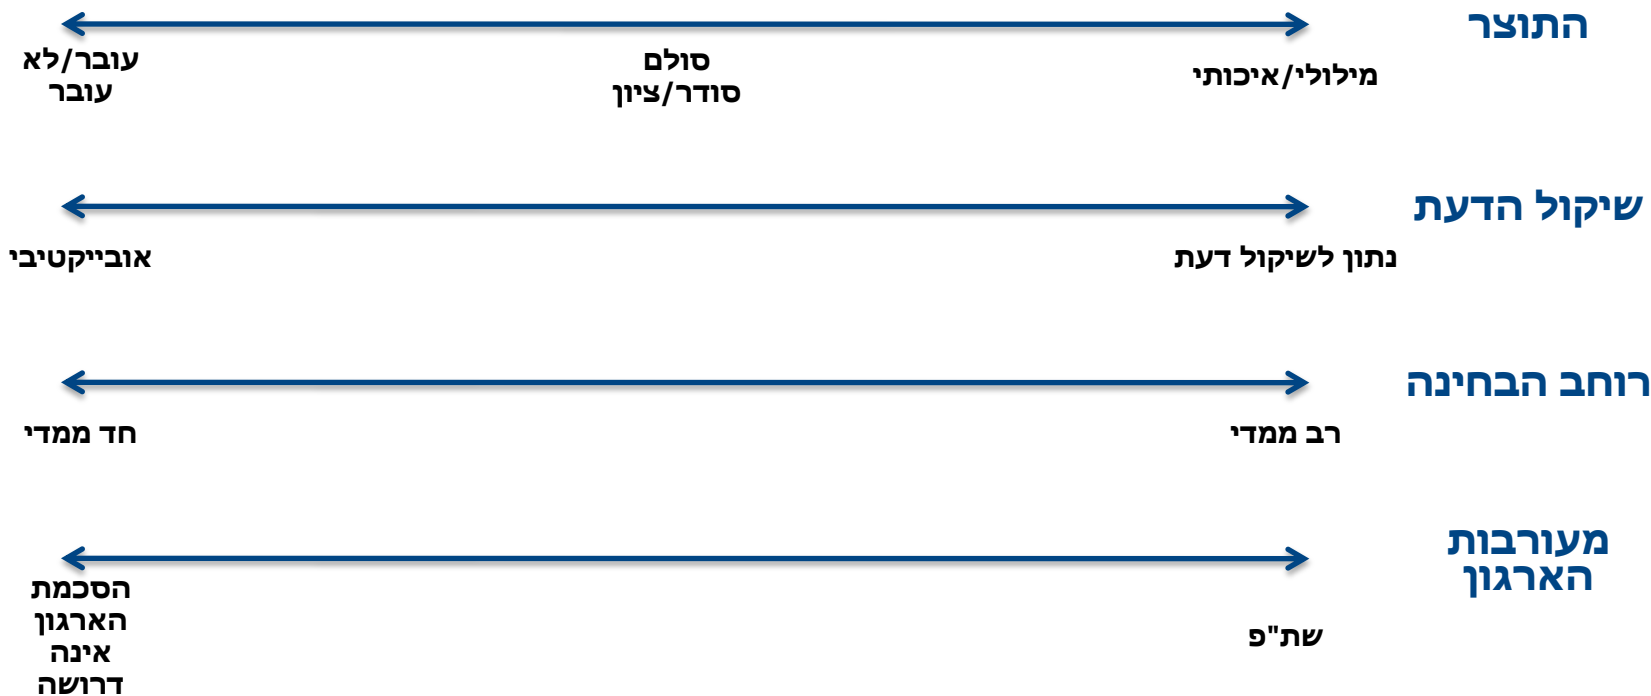 התוצר
מילולי/איכותי
סולם
סודר/ציון
עובר/לא
עובר
שיקול הדעת
נתון לשיקול דעת
אובייקטיבי
רוחב הבחינה
רב ממדי
חד ממדי
מעורבות
הארגון
שת"פ
הסכמת
הארגון
אינה
דרושה